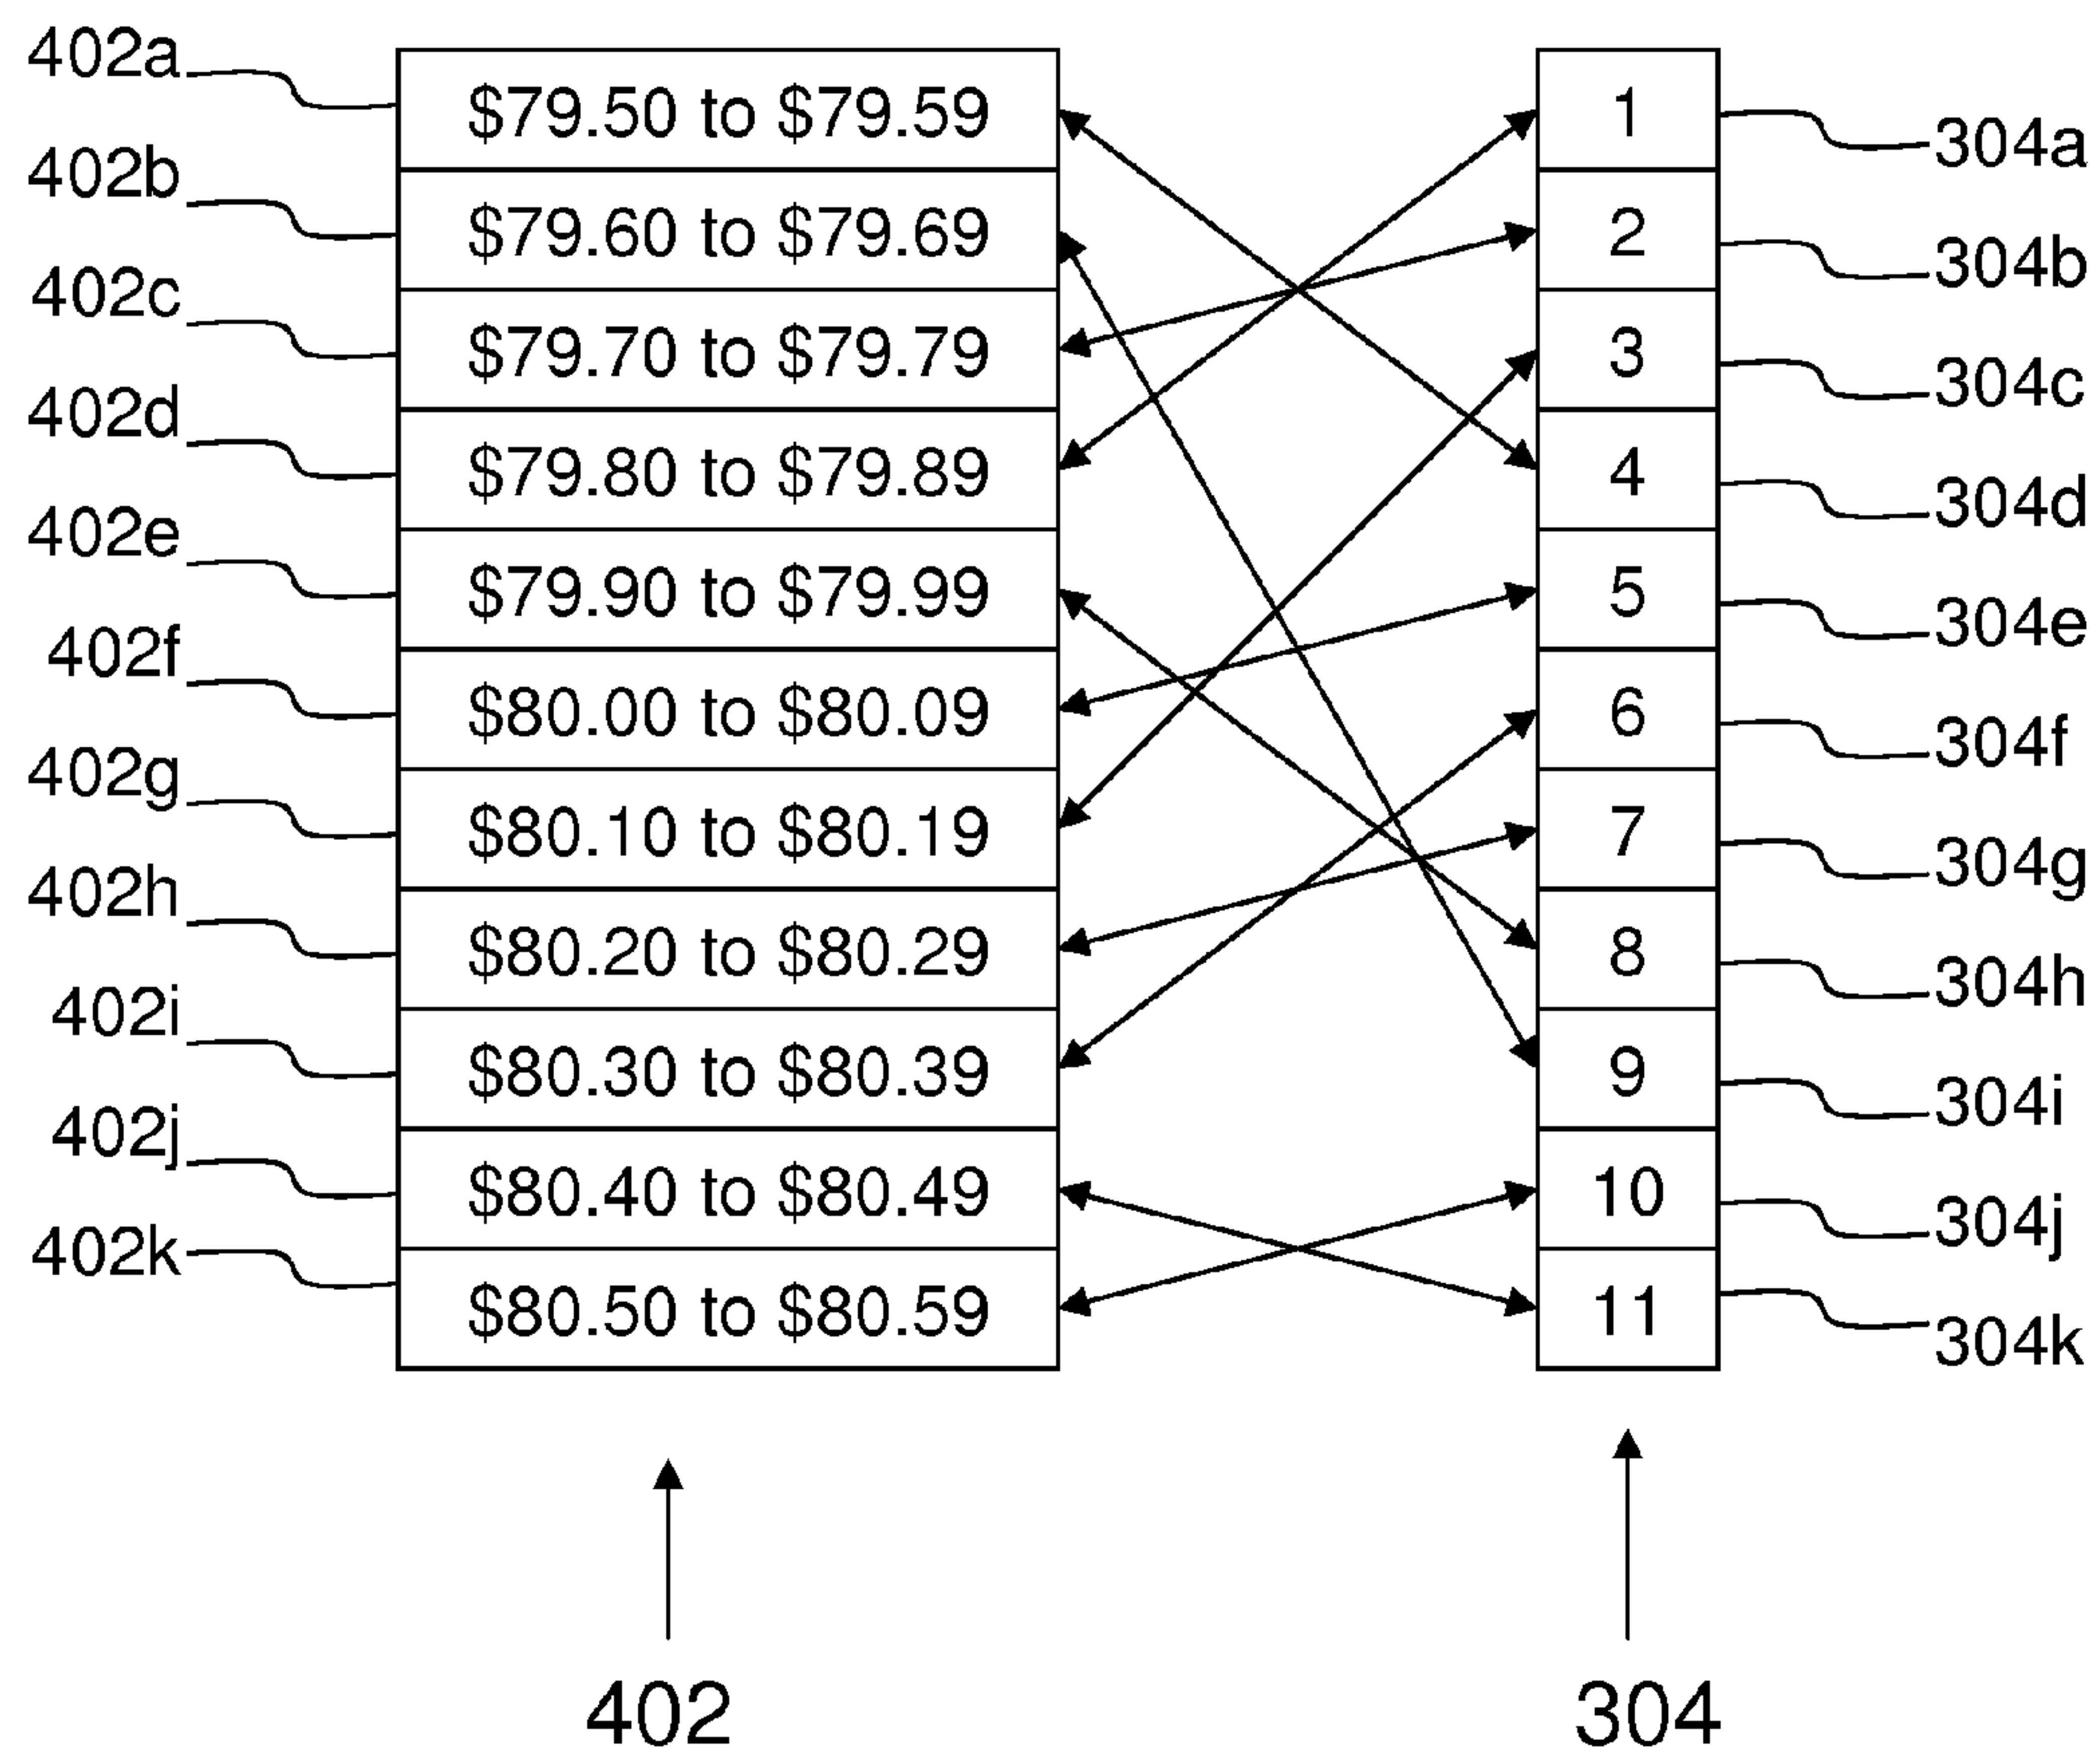 402a $79.50 to $79.59 1 304a
402b $79.60 to $79.69 2 304b
402c $79.70 to $79.79 3 304c
402d $79.80 to $79.89 4 304d
402e $79.90 to $79.99 5 304e
402f $80.00 to $80.09 6 304f
402g $80.10 to $80.19 7 304g
402h $80.20 to $80.29 8 304h
402i $80.30 to $80.39 9 304i
402j $80.40 to $80.49 10 304j
402k $80.50 to $80.59 11 304k
402 304